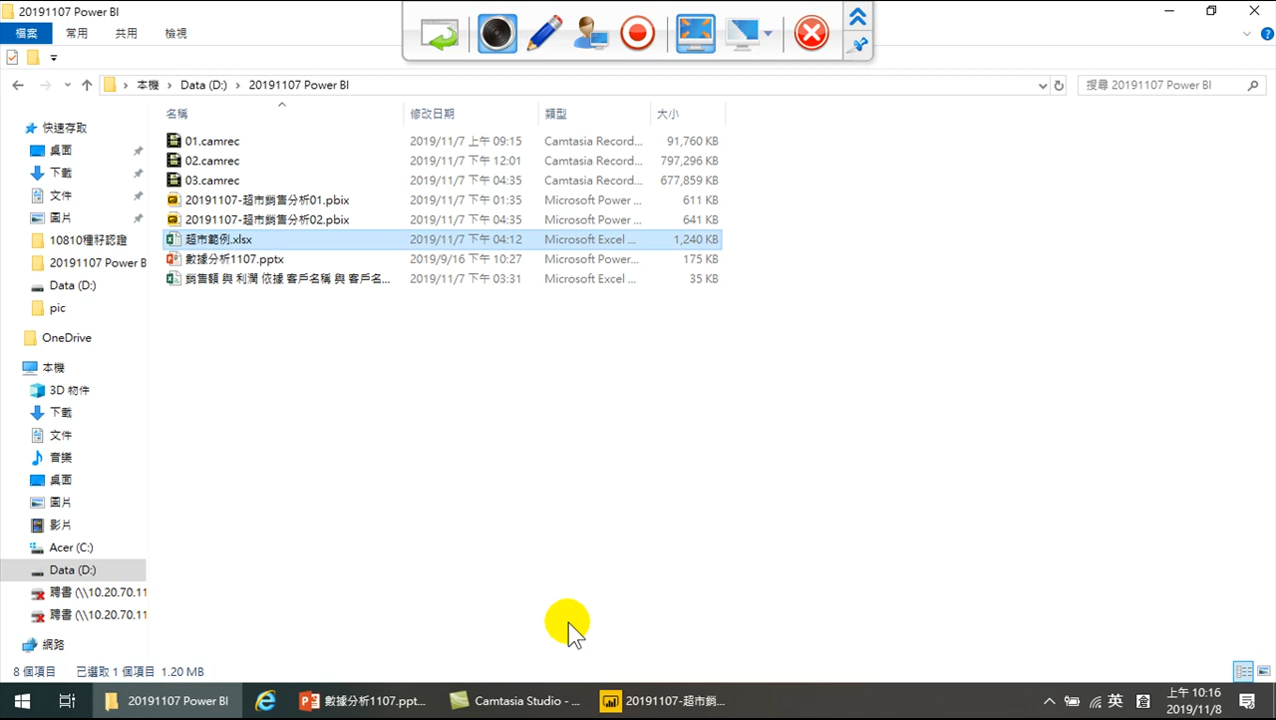 20191107 Power BI
檔案 常用 共用 檢視
本機 Data (D:) 20191107 Power BI 搜尋 20191107 Power BI
名稱 修改日期 類型 大小
01.camrec 2019/11/7 上午 09:15 Camtasia Record... 91,760 KB
02.camrec 2019/11/7 下午 12:01 Camtasia Record... 797,296 KB
03.camrec 2019/11/7 下午 04:35 Camtasia Record... 677,859 KB
20191107-超市銷售分析01.pbix 2019/11/7 下午 01:35 Microsoft Power ... 611 KB
20191107-超市銷售分析02.pbix 2019/11/7 下午 04:35 Microsoft Power ... 641 KB
超市範例.xlsx 2019/11/7 下午 04:12 Microsoft Excel ... 1,240 KB
數據分析1107.pptx 2019/9/16 下午 10:27 Microsoft Power... 175 KB
銷售額 與 利潤 依據 客戶名稱 與 客戶名... 2019/11/7 下午 03:31 Microsoft Excel ... 35 KB
快速存取
桌面
下載
文件
圖片
10810種籽認證
20191107 Power B
Data (D:)
pic
OneDrive
本機
3D 物件
下載
文件
音樂
桌面
圖片
影片
Acer (C:)
Data (D:)
聘書 (\\10.20.70.11
聘書 (\\10.20.70.11
網路
8 個項目 已選取 1 個項目 1.20 MB
20191107 Power BI 數據分析1107.ppt... Camtasia Studio - ... 20191107-超市銷... 英 上午 10:16
2019/11/8